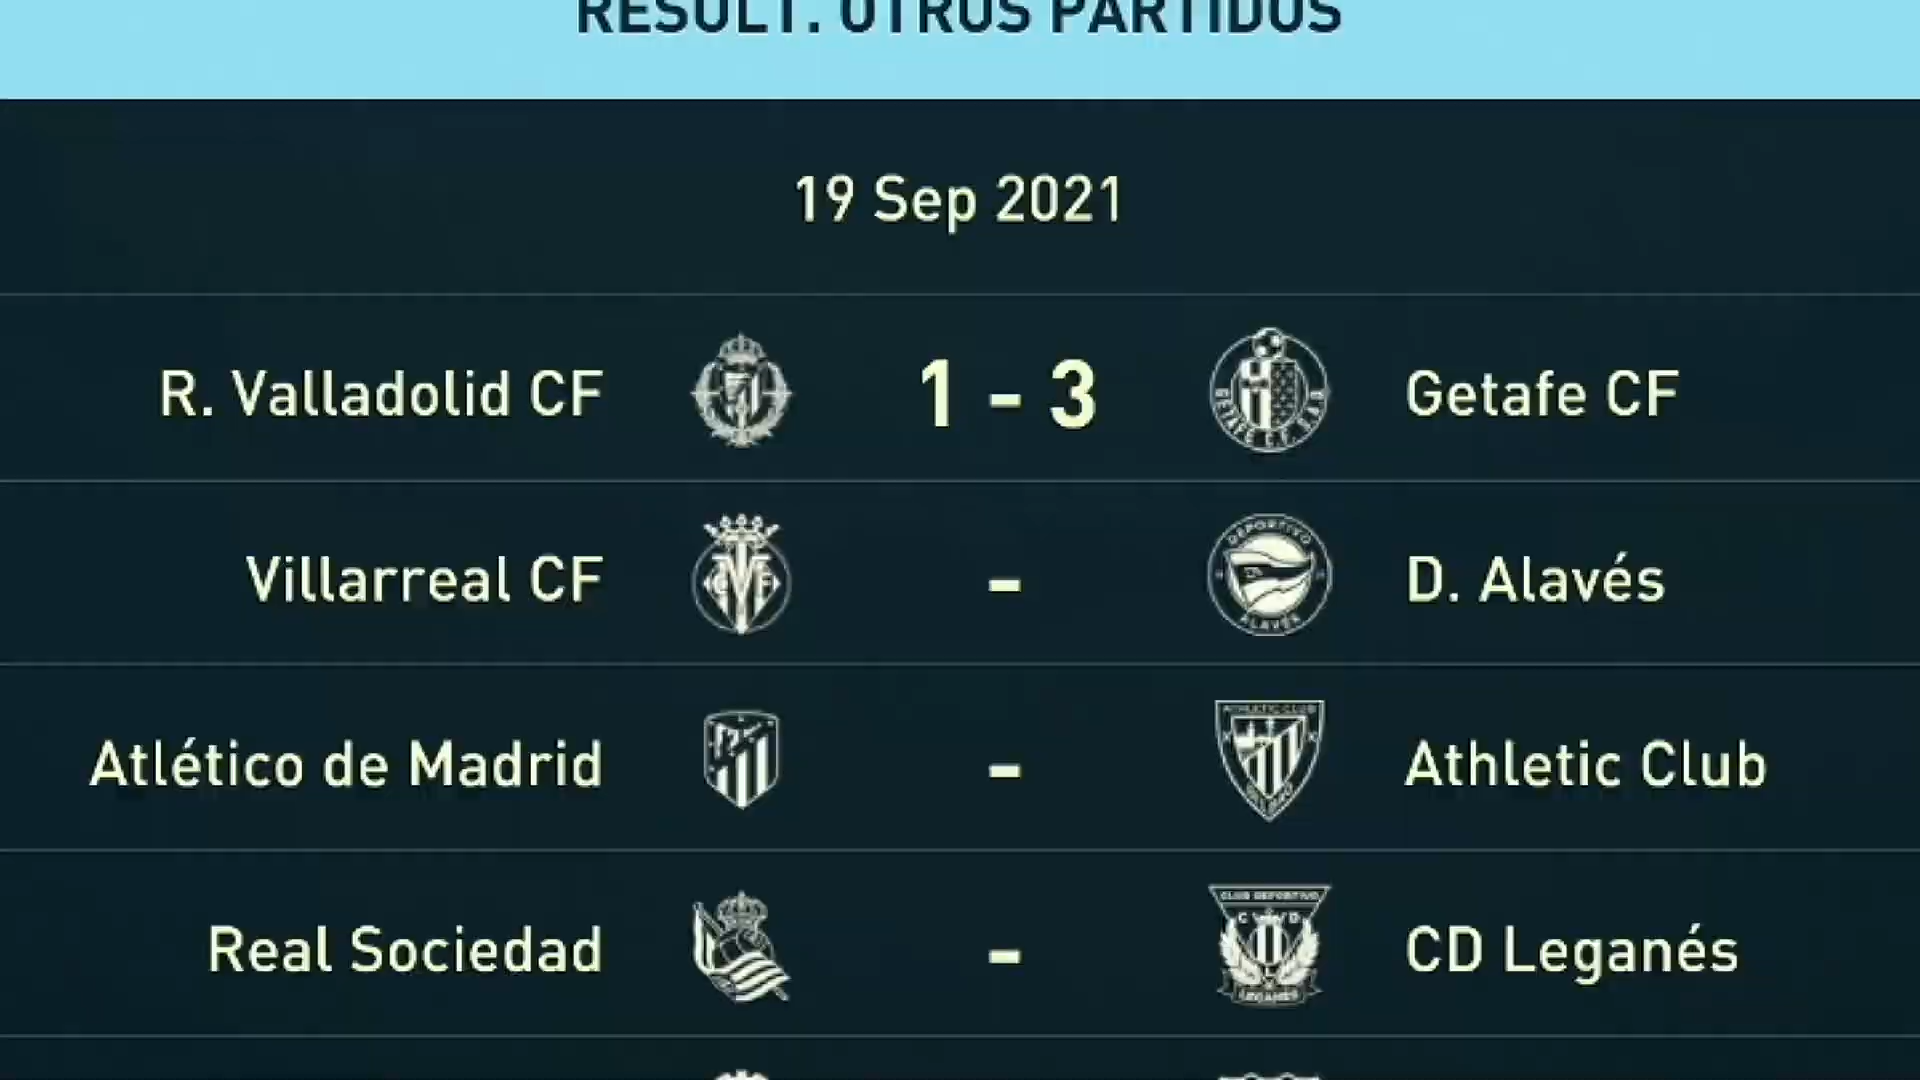 RESULT. OTROS PARTIDOS
19 Sep 2021
R. Valladolid CF 1 - 3 Getafe CF
Villarreal CF - D. Alavés
Atlético de Madrid - Athletic Club
Real Sociedad - CD Leganés